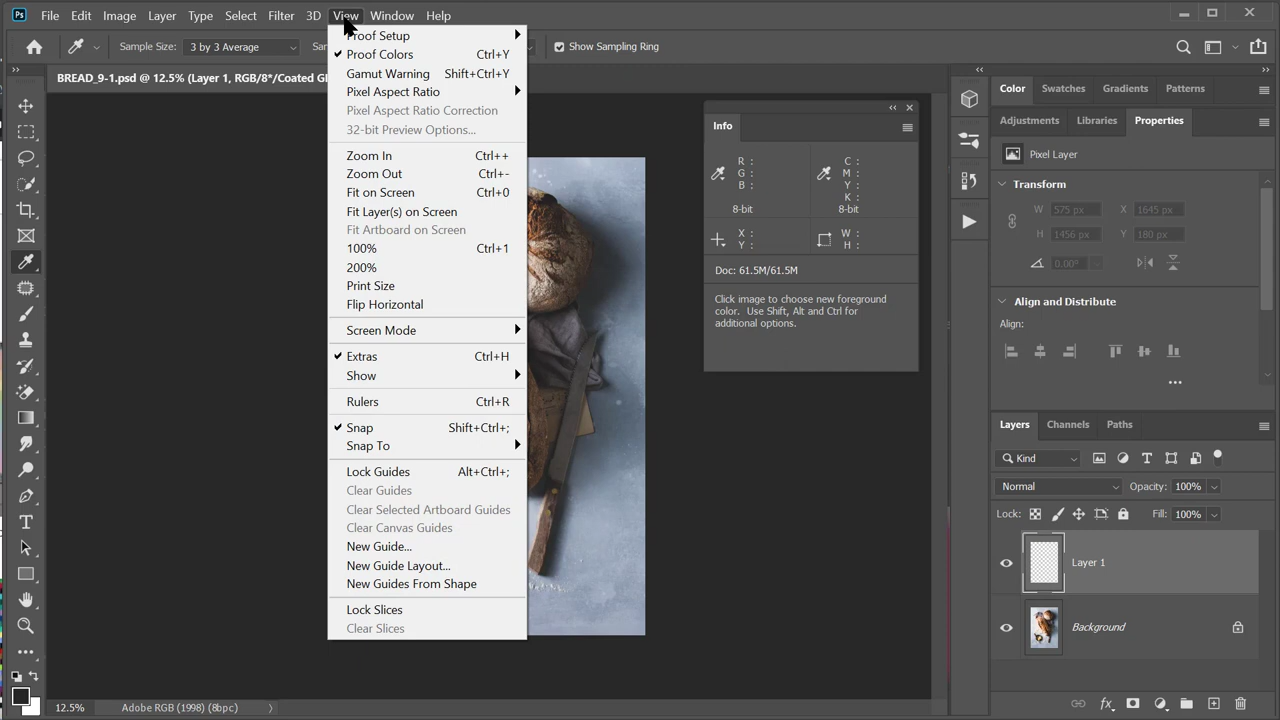 Ps File Edit Image Layer Type Select Filter 3D View Window Help
Sample Size: 3 by 3 Average Show Sampling Ring
BREAD_9-1.psd @ 12.5% (Layer 1, RGB/8*/Coated
Proof Setup
Proof Colors Ctrl+Y
Gamut Warning Shift+Ctrl+Y
Pixel Aspect Ratio
Pixel Aspect Ratio Correction
32-bit Preview Options...
Zoom In Ctrl++
Zoom Out Ctrl+-
Fit on Screen Ctrl+0
Fit Layer(s) on Screen
Fit Artboard on Screen
100% Ctrl+1
200%
Print Size
Flip Horizontal
Screen Mode
Extras Ctrl+H
Show
Rulers Ctrl+R
Snap Shift+Ctrl+;
Snap To
Lock Guides Alt+Ctrl+;
Clear Guides
Clear Selected Artboard Guides
Clear Canvas Guides
New Guide...
New Guide Layout...
New Guides From Shape
Lock Slices
Clear Slices
Info
R : C :
G : M :
B : Y :
K :
8-bit 8-bit
X : W :
Y : H :
Doc: 61.5M/61.5M
Click image to choose new foreground
color. Use Shift, Alt and Ctrl for
additional options.
Color Swatches Gradients Patterns
Adjustments Libraries Properties
Pixel Layer
Transform
W 575 px X 1645 px
H 1456 px Y 180 px
0.00°
Align and Distribute
Align:
Layers Channels Paths
Kind
Normal Opacity: 100%
Lock: Fill: 100%
Layer 1
Background
12.5% Adobe RGB (1998) (8bpc)